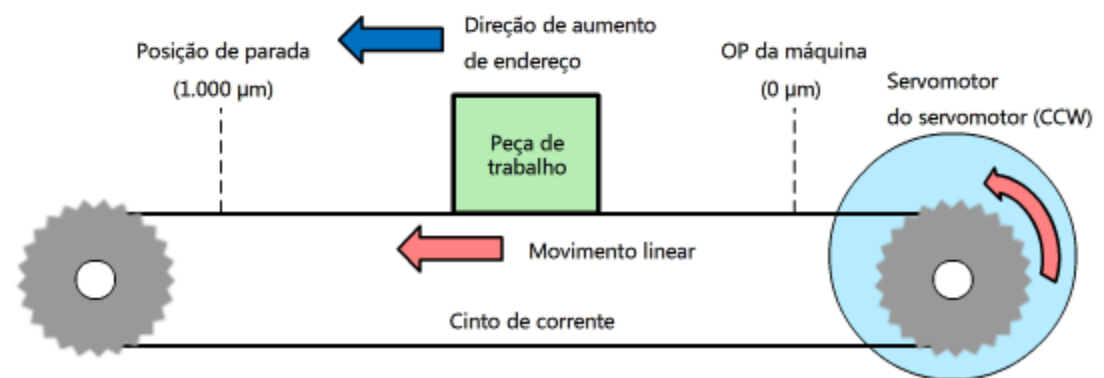 Direção de aumento
de endereço
Posição de parada
(1.000 µm)
OP da máquina
(0 µm)
Servomotor
do servomotor (CCW)
Peça de
trabalho
Movimento linear
Cinto de corrente